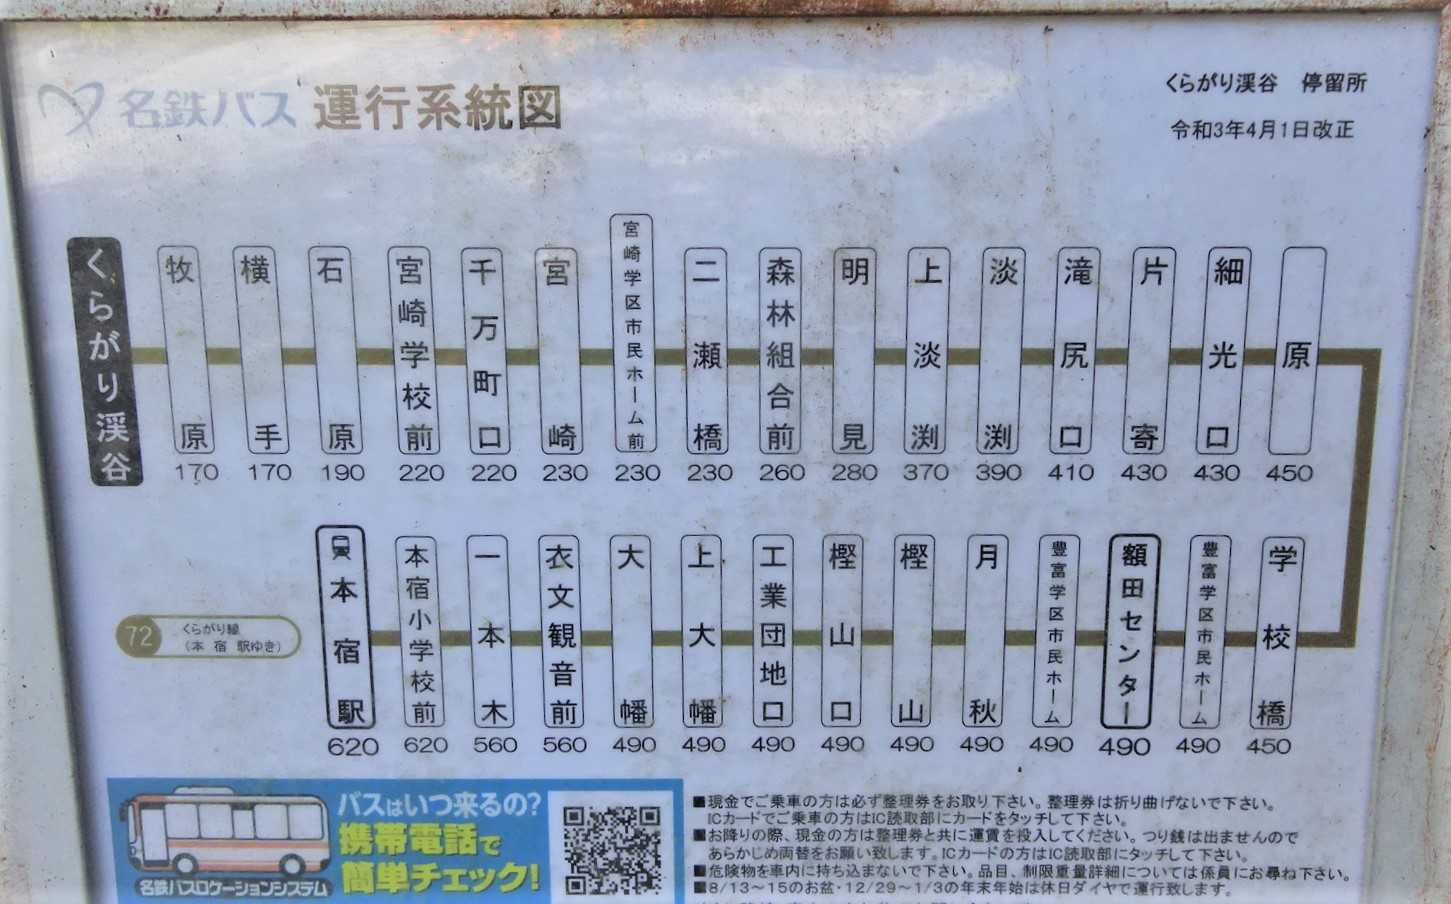 名鉄バス 運行系統図
くらがり渓谷 停留所
令和3年4月1日改正
くらがり渓谷
牧原
170
横手
170
石原
190
宮崎学校前
220
千万町口
220
宮崎
230
宮崎学区市民ホーム前
230
二瀬橋
230
森林組合前
260
明見
280
上淡渕
370
淡渕
390
滝尻口
410
片寄
430
細光口
430
原
450
学校橋
450
豊富学区市民ホーム
490
額田センター
490
豊富学区市民ホーム
490
月秋
490
樫山
490
樫山口
490
工業団地口
490
上大幡
490
大幡
490
衣文観音前
560
一本木
560
本宿小学校前
620
本宿駅
620
72 くらがり線
(本 宿 駅ゆき)
バスはいつ来るの?
携帯電話で
簡単チェック!
名鉄バスロケーションシステム
■現金でご乗車の方は必ず整理券をお取り下さい。整理券は折り曲げないで下さい。
ICカードでご乗車の方はIC読取部にカードをタッチして下さい。
■お降りの際、現金の方は整理券と共に運賃を投入してください。つり銭は出ませんので
あらかじめ両替をお願い致します。ICカードの方はIC読取部にタッチして下さい。
■危険物を車内に持ち込まないで下さい。品目、制限重量詳細については係員にお尋ね下さい。
■8/13～15のお盆・12/29～1/3の年末年始は休日ダイヤで運行致します。